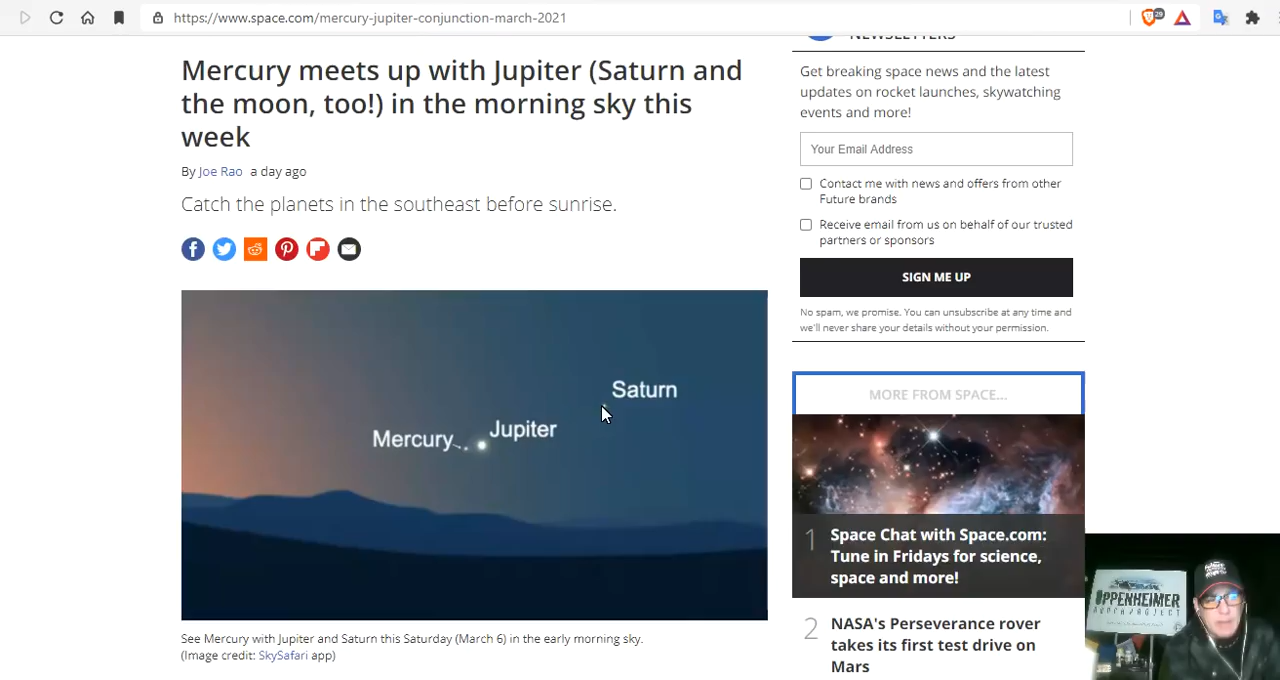 https://www.space.com/mercury-jupiter-conjunction-march-2021
29
Mercury meets up with Jupiter (Saturn and
the moon, too!) in the morning sky this
week
By Joe Rao a day ago
Catch the planets in the southeast before sunrise.
Saturn
Jupiter
Mercury
See Mercury with Jupiter and Saturn this Saturday (March 6) in the early morning sky.
(Image credit: SkySafari app)
NEWSLETTERS
Get breaking space news and the latest
updates on rocket launches, skywatching
events and more!
Your Email Address
Contact me with news and offers from other
Future brands
Receive email from us on behalf of our trusted
partners or sponsors
SIGN ME UP
No spam, we promise. You can unsubscribe at any time and
we'll never share your details without your permission.
MORE FROM SPACE...
1
Space Chat with Space.com:
Tune in Fridays for science,
space and more!
2
NASA's Perseverance rover
takes its first test drive on
Mars
OPPENHEIMER
RANCH PROJECT